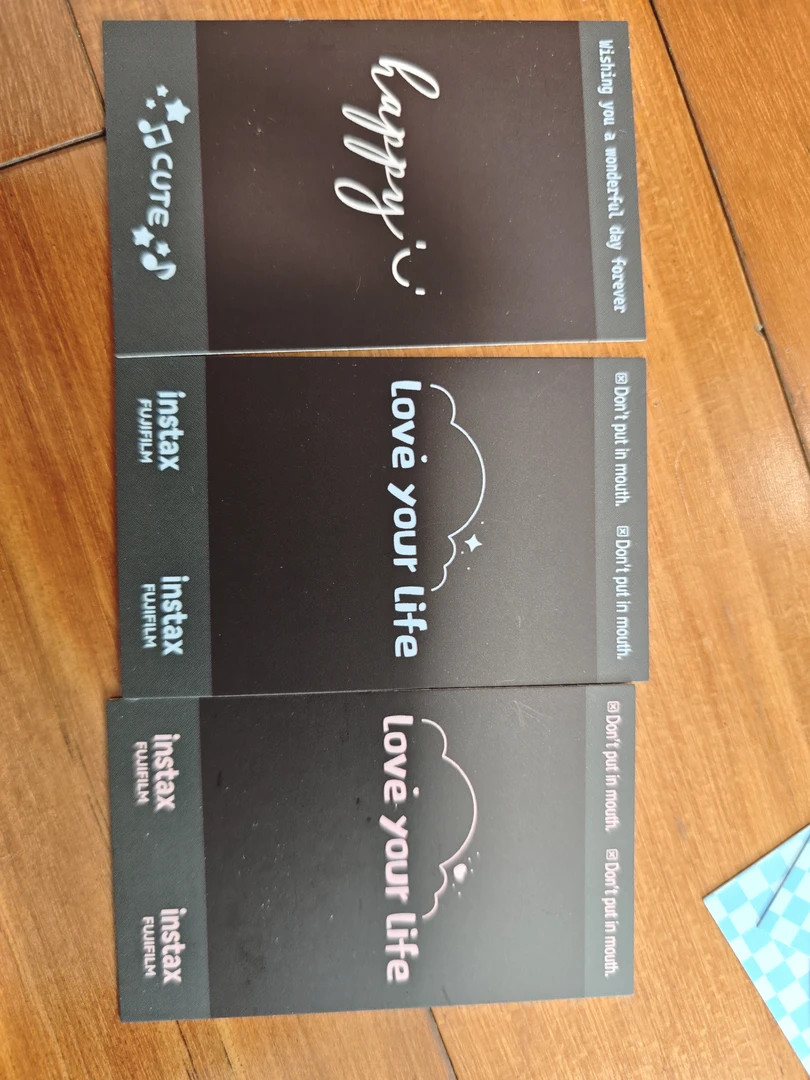 Wishing you a wonderful day forever
happy
CUTE
☒ Don't put in mouth. ☒ Don't put in mouth.
Love your life
instax instax
FUJIFILM FUJIFILM
☒ Don't put in mouth. ☒ Don't put in mouth.
Love your life
instax instax
FUJIFILM FUJIFILM